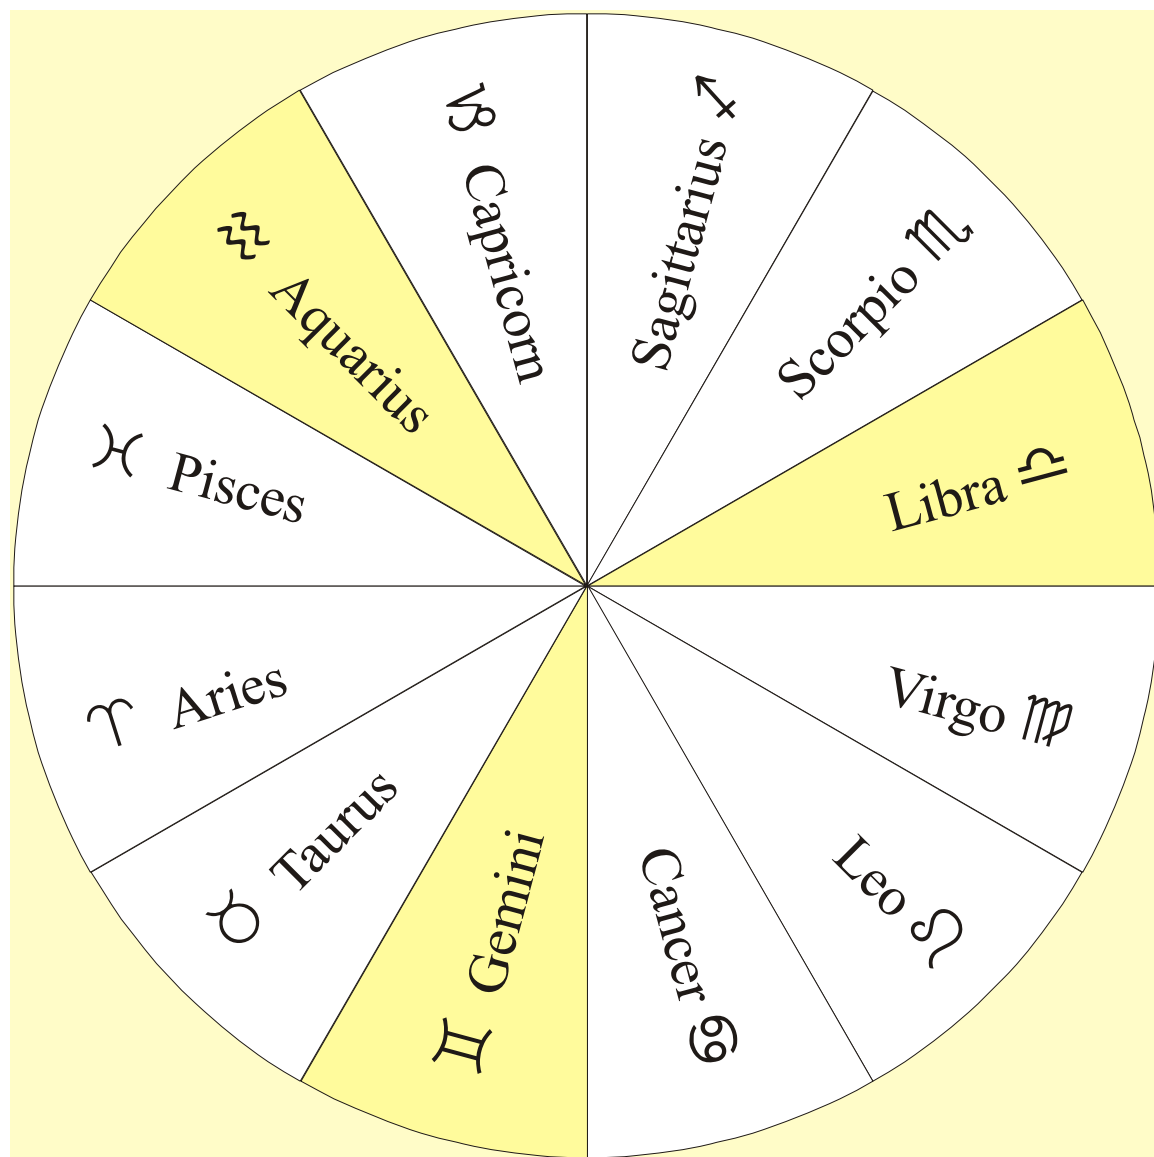 ♑ Capricorn
Sagittarius ♐
Scorpio ♏
Libra ♎
Virgo ♍
Leo ♌
Cancer ♋
♊ Gemini
♉ Taurus
♈ Aries
♓ Pisces
♒ Aquarius